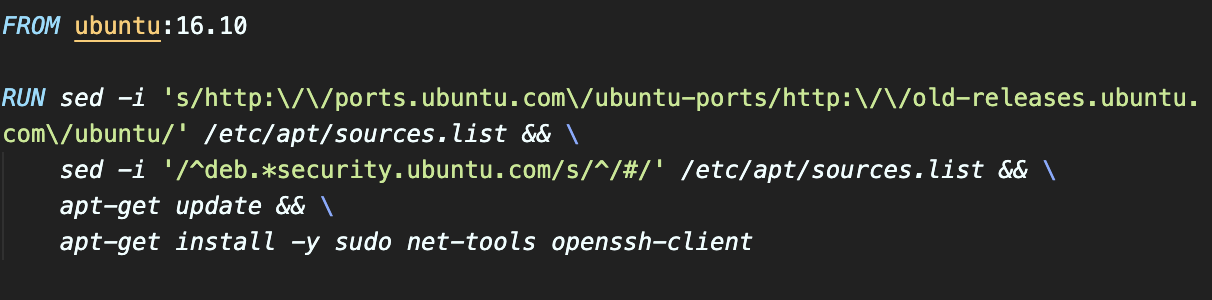 FROM ubuntu:16.10
RUN sed -i 's/http:\/\/ports.ubuntu.com\/ubuntu-ports/http:\/\/old-releases.ubuntu.
com\/ubuntu/' /etc/apt/sources.list && \
sed -i '/^deb.*security.ubuntu.com/s/^/#/' /etc/apt/sources.list && \
apt-get update && \
apt-get install -y sudo net-tools openssh-client